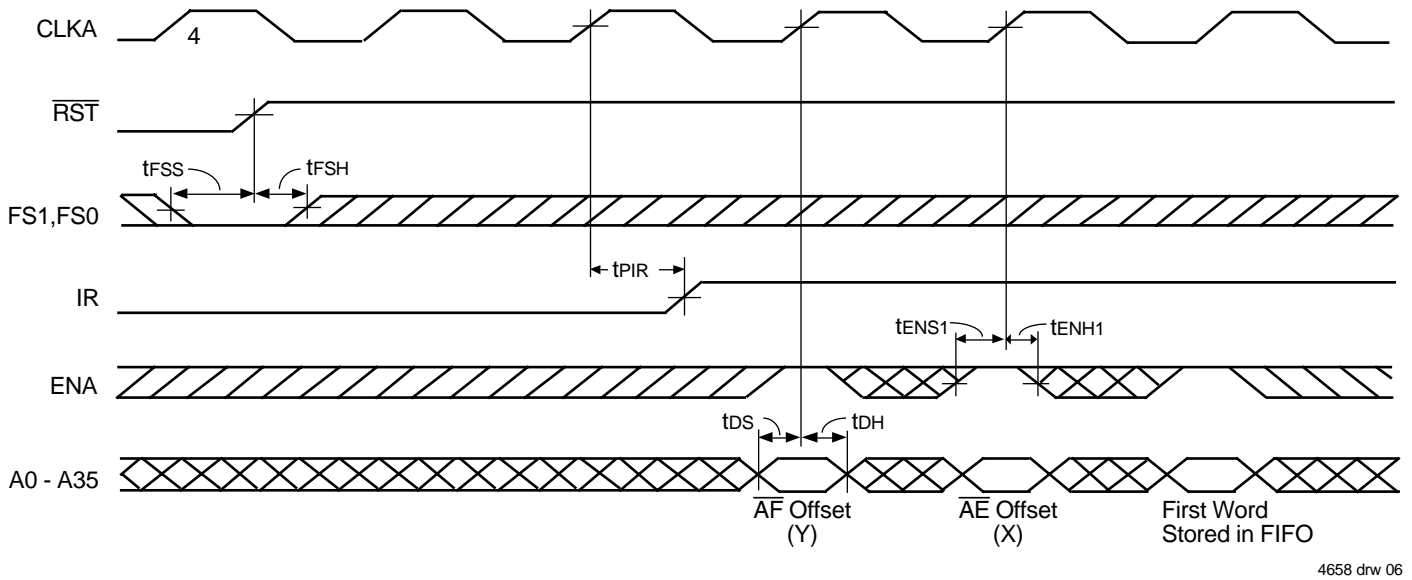 CLKA
4
RST
tFSS
tFSH
FS1,FS0
tPIR
IR
tENS1
tENH1
ENA
tDS
tDH
A0 - A35
AF Offset
(Y)
AE Offset
(X)
First Word
Stored in FIFO
4658 drw 06